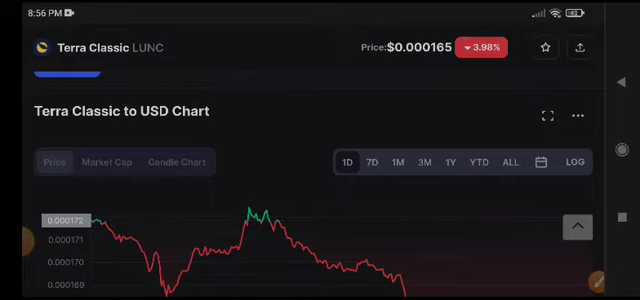 8:56 PM
Terra Classic LUNC Price:$0.000165 3.98%
Terra Classic to USD Chart
Price Market Cap Candle Chart 1D 7D 1M 3M 1Y YTD ALL LOG
0.000172
0.000171
0.000170
0.000169